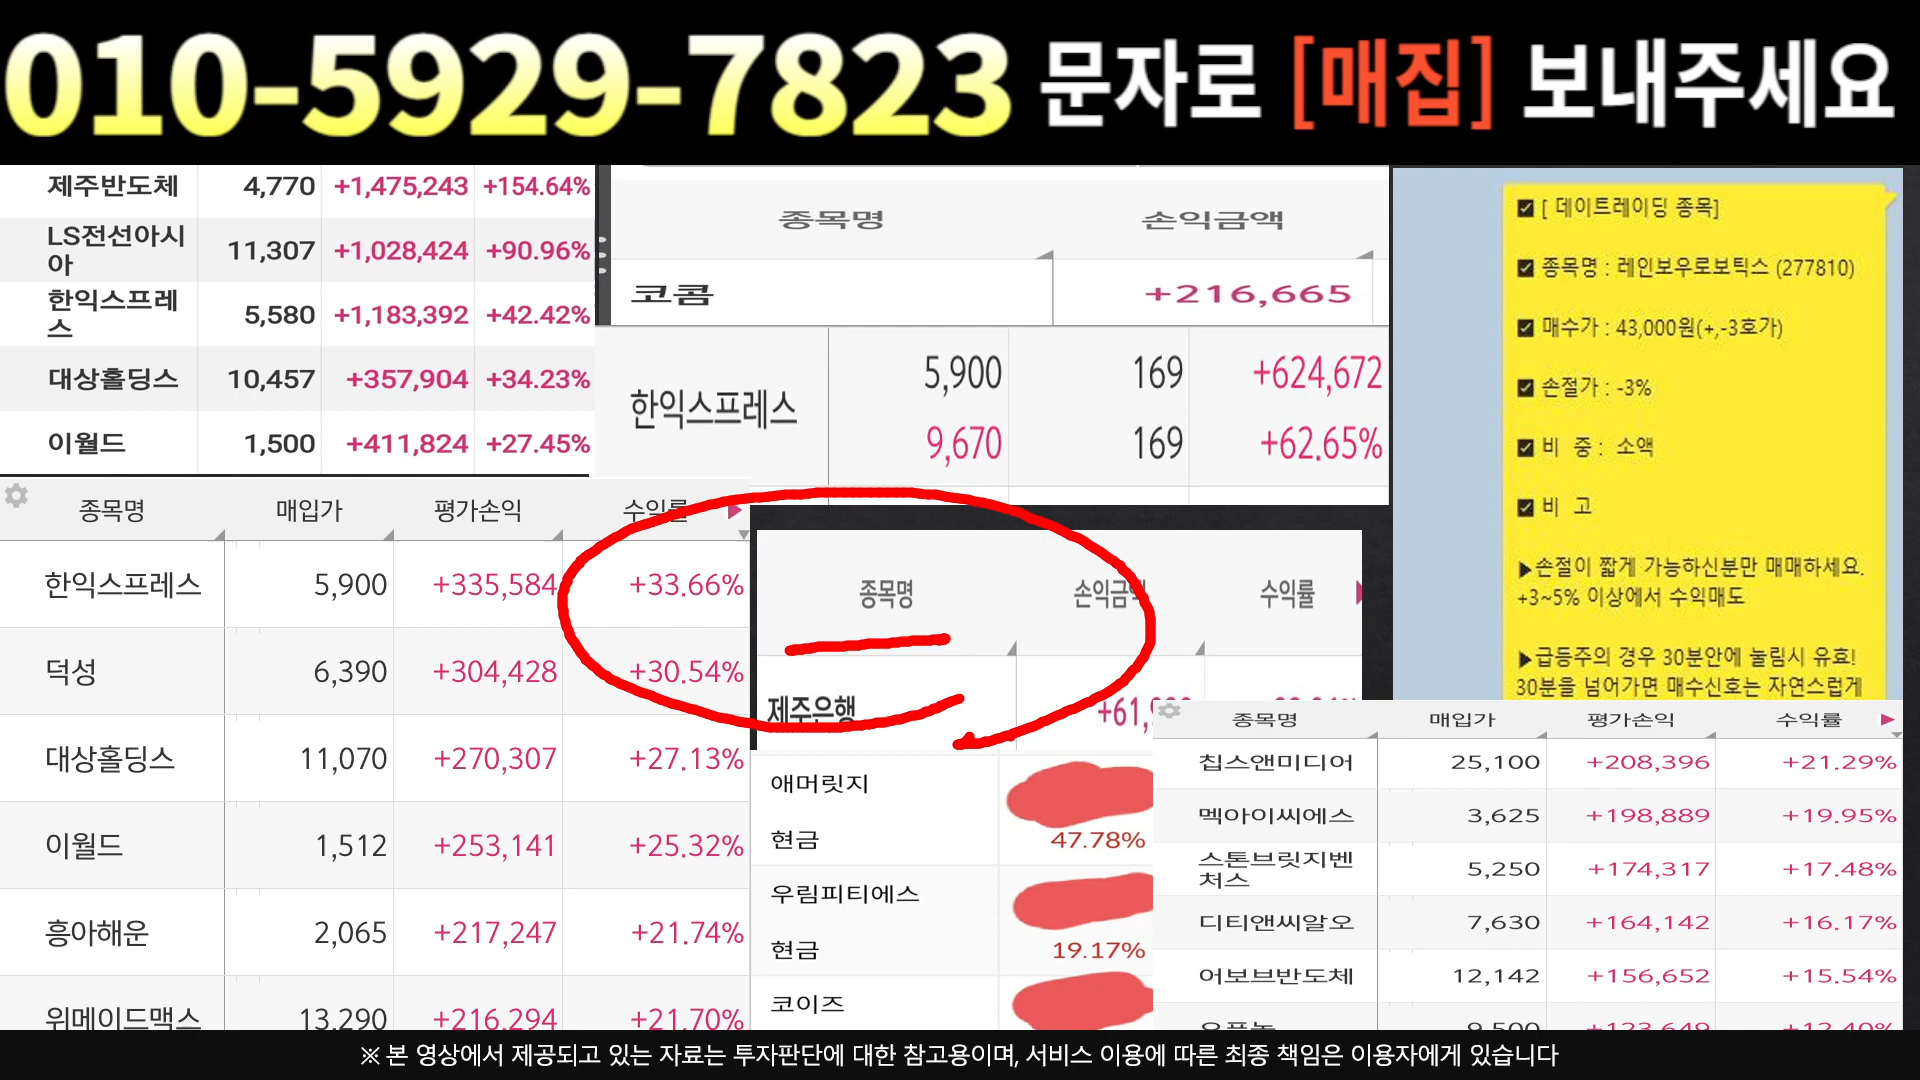 010-5929-7823 문자로 [매집] 보내주세요
제주반도체 4,770 +1,475,243 +154.64%
LS전선아시아 11,307 +1,028,424 +90.96%
한익스프레스 5,580 +1,183,392 +42.42%
대상홀딩스 10,457 +357,904 +34.23%
이월드 1,500 +411,824 +27.45%
종목명 손익금액
코콤 +216,665
한익스프레스 5,900 169 +624,672
9,670 169 +62.65%
☑ [ 데이트레이딩 종목]
☑ 종목명 : 레인보우로보틱스 (277810)
☑ 매수가 : 43,000원(+,-3호가)
☑ 손절가 : -3%
☑ 비 중 : 소액
☑ 비 고
▶손절이 짧게 가능하신분만 매매하세요.
+3~5% 이상에서 수익매도
▶급등주의 경우 30분안에 눌림시 유효!
30분을 넘어가면 매수신호는 자연스럽게
종목명 매입가 평가손익 수익률
한익스프레스 5,900 +335,584 +33.66%
덕성 6,390 +304,428 +30.54%
대상홀딩스 11,070 +270,307 +27.13%
이월드 1,512 +253,141 +25.32%
흥아해운 2,065 +217,247 +21.74%
위메이드맥스 13,290 +216,294 +21.70%
종목명 손익금액 수익률
제주은행
애머릿지
현금 47.78%
우림피티에스
현금 19.17%
코이즈
종목명 매입가 평가손익 수익률
칩스앤미디어 25,100 +208,396 +21.29%
멕아이씨에스 3,625 +198,889 +19.95%
스톤브릿지벤처스 5,250 +174,317 +17.48%
디티앤씨알오 7,630 +164,142 +16.17%
어보브반도체 12,142 +156,652 +15.54%
※ 본 영상에서 제공되고 있는 자료는 투자판단에 대한 참고용이며, 서비스 이용에 따른 최종 책임은 이용자에게 있습니다